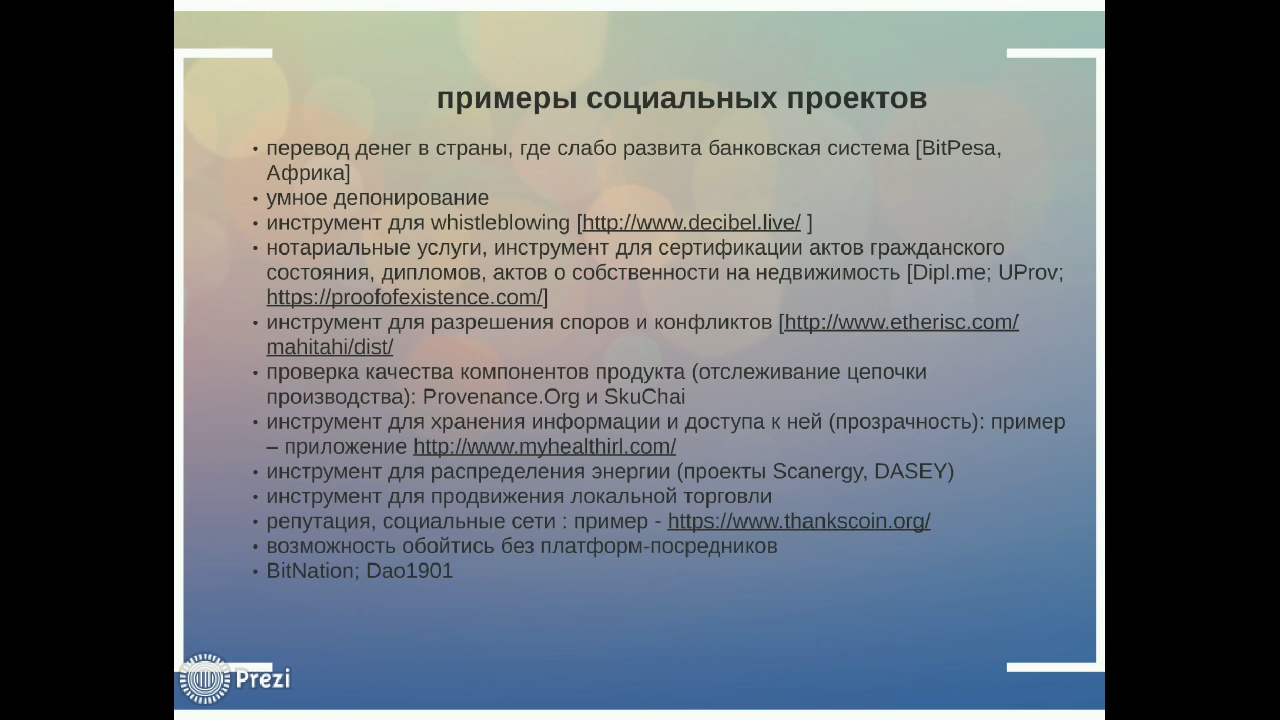 примеры социальных проектов
• перевод денег в страны, где слабо развита банковская система [BitPesa,
Африка]
• умное депонирование
• инструмент для whistleblowing [http://www.decibel.live/ ]
• нотариальные услуги, инструмент для сертификации актов гражданского
состояния, дипломов, актов о собственности на недвижимость [Dipl.me; UProv;
https://proofofexistence.com/]
• инструмент для разрешения споров и конфликтов [http://www.etherisc.com/
mahitahi/dist/
• проверка качества компонентов продукта (отслеживание цепочки
производства): Provenance.Org и SkuChai
• инструмент для хранения информации и доступа к ней (прозрачность): пример
– приложение http://www.myhealthirl.com/
• инструмент для распределения энергии (проекты Scanergy, DASEY)
• инструмент для продвижения локальной торговли
• репутация, социальные сети : пример - https://www.thankscoin.org/
• возможность обойтись без платформ-посредников
• BitNation; Dao1901
Prezi